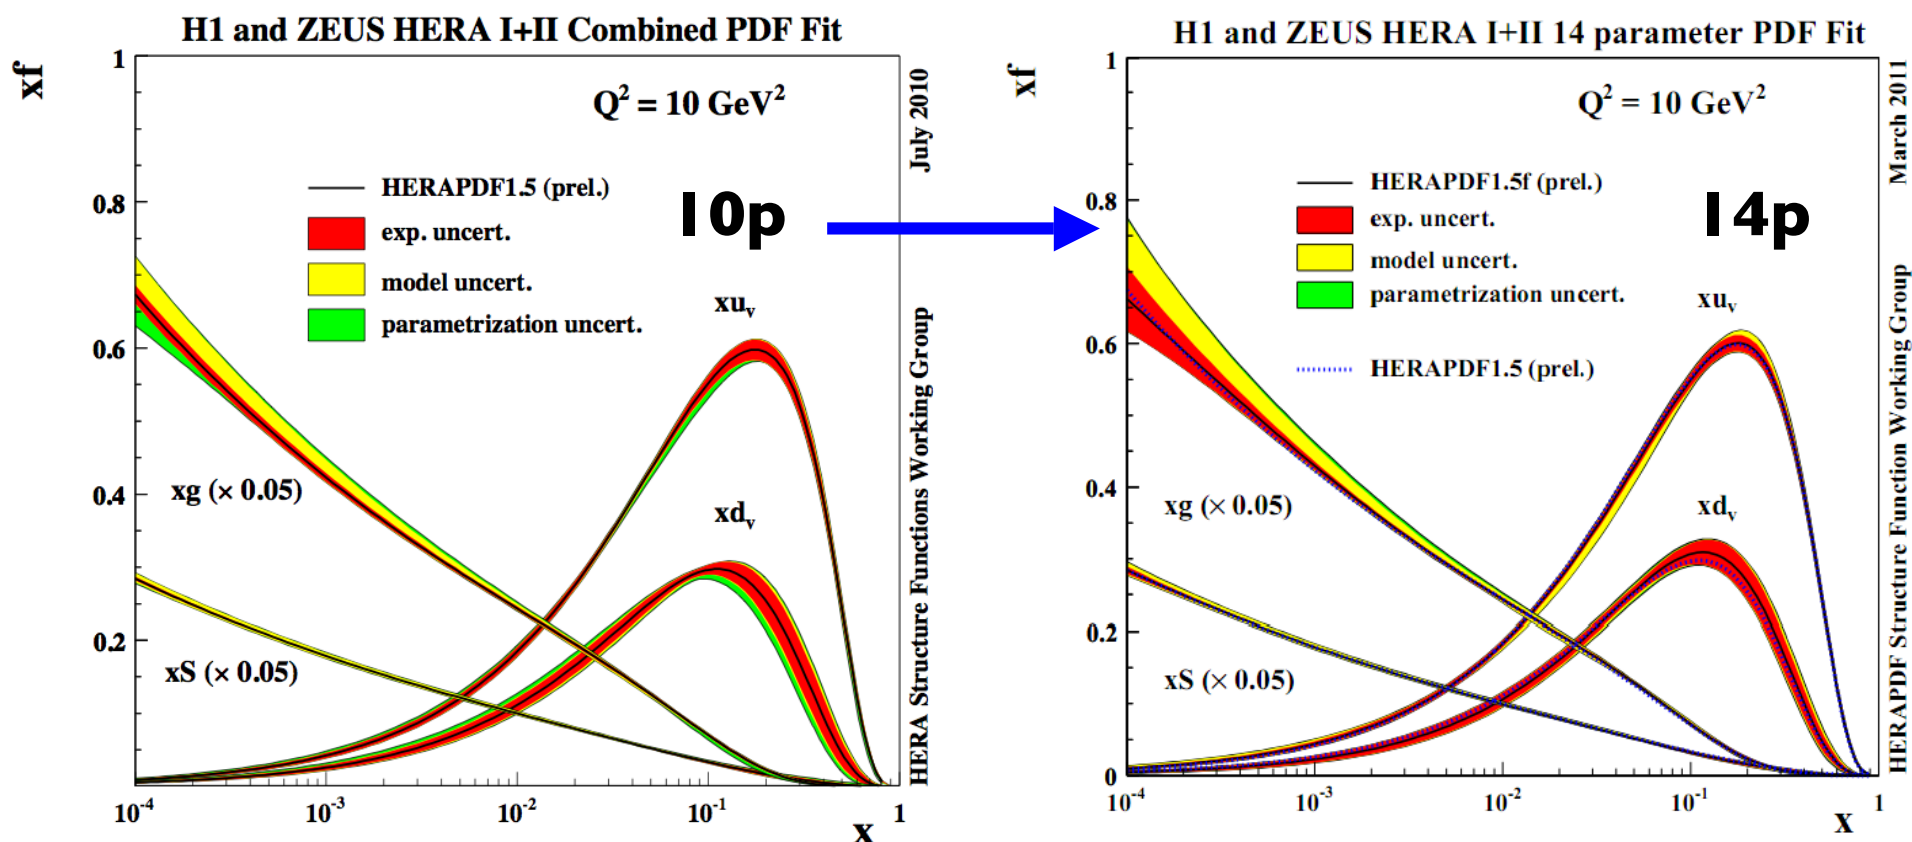 H1 and ZEUS HERA I+II Combined PDF Fit
xf
1
0.8
0.6
0.4
0.2
Q² = 10 GeV²
HERAPDF1.5 (prel.)
exp. uncert.
model uncert.
parametrization uncert.
10p
xuᵥ
xdᵥ
xg (× 0.05)
xS (× 0.05)
10⁻⁴ 10⁻³ 10⁻² 10⁻¹ 1
x
July 2010
HERA Structure Functions Working Group
H1 and ZEUS HERA I+II 14 parameter PDF Fit
xf
1
0.8
0.6
0.4
0.2
0
Q² = 10 GeV²
HERAPDF1.5f (prel.)
exp. uncert.
model uncert.
parametrization uncert.
HERAPDF1.5 (prel.)
14p
xuᵥ
xdᵥ
xg (× 0.05)
xS (× 0.05)
10⁻⁴ 10⁻³ 10⁻² 10⁻¹ 1
x
March 2011
HERAPDF Structure Function Working Group